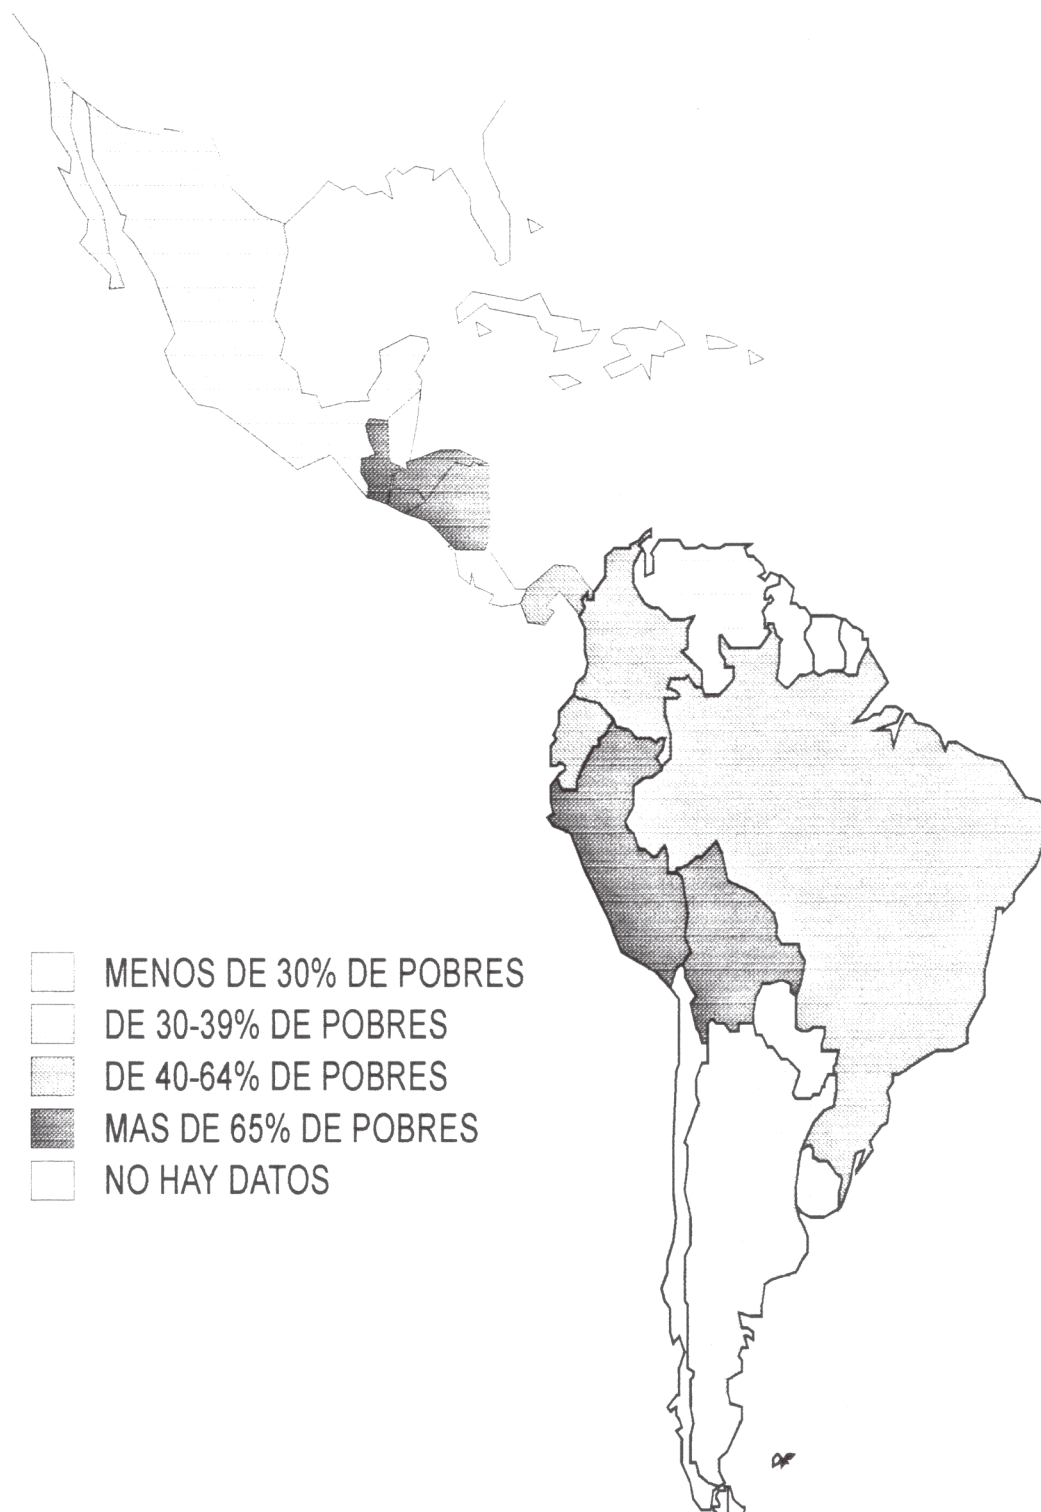 MENOS DE 30% DE POBRES
DE 30-39% DE POBRES
DE 40-64% DE POBRES
MAS DE 65% DE POBRES
NO HAY DATOS